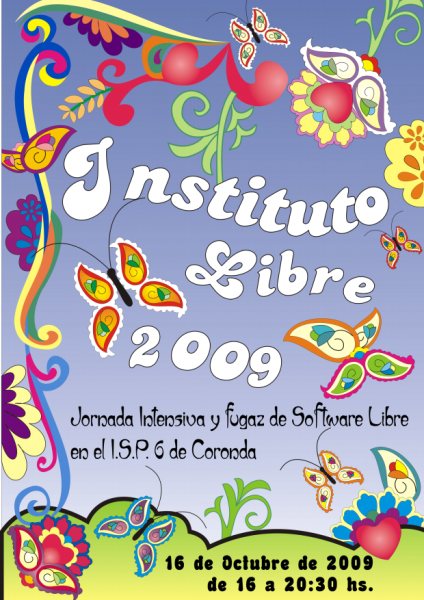 Instituto
Libre
2009
Jornada Intensiva y fugaz de Software Libre
en el I.S.P. 6 de Coronda
16 de Octubre de 2009
de 16 a 20:30 hs.